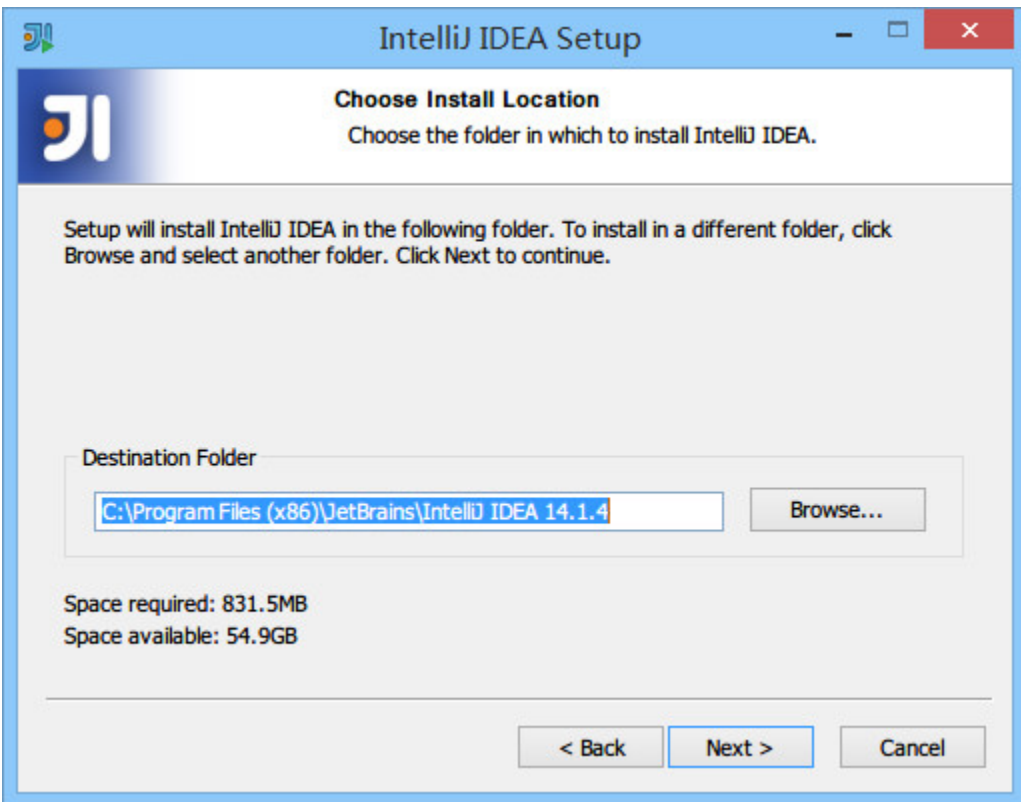 IntelliJ IDEA Setup
Choose Install Location
Choose the folder in which to install IntelliJ IDEA.
Setup will install IntelliJ IDEA in the following folder. To install in a different folder, click
Browse and select another folder. Click Next to continue.
Destination Folder
C:\Program Files (x86)\JetBrains\IntelliJ IDEA 14.1.4
Browse...
Space required: 831.5MB
Space available: 54.9GB
< Back
Next >
Cancel